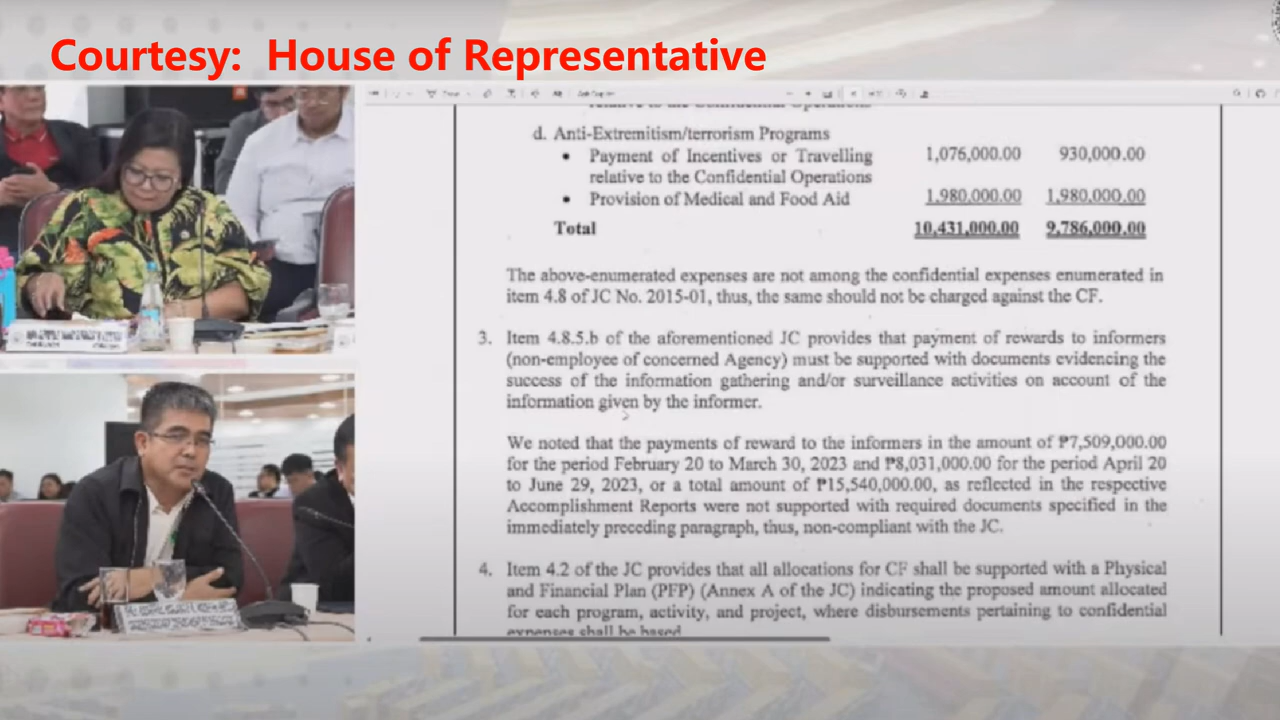 Courtesy: House of Representative
relative to the Confidential Operations
d. Anti-Extremitism/terrorism Programs
• Payment of Incentives or Travelling 1,076,000.00 930,000.00
relative to the Confidential Operations
• Provision of Medical and Food Aid 1,980,000.00 1,980,000.00
Total 10,431,000.00 9,786,000.00
The above-enumerated expenses are not among the confidential expenses enumerated in
item 4.8 of JC No. 2015-01, thus, the same should not be charged against the CF.
3. Item 4.8.5.b of the aforementioned JC provides that payment of rewards to informers
(non-employee of concerned Agency) must be supported with documents evidencing the
success of the information gathering and/or surveillance activities on account of the
information given by the informer.
We noted that the payments of reward to the informers in the amount of ₱7,509,000.00
for the period February 20 to March 30, 2023 and ₱8,031,000.00 for the period April 20
to June 29, 2023, or a total amount of ₱15,540,000.00, as reflected in the respective
Accomplishment Reports were not supported with required documents specified in the
immediately preceding paragraph, thus, non-compliant with the JC.
4. Item 4.2 of the JC provides that all allocations for CF shall be supported with a Physical
and Financial Plan (PFP) (Annex A of the JC) indicating the proposed amount allocated
for each program, activity, and project, where disbursements pertaining to confidential
expenses shall be based.